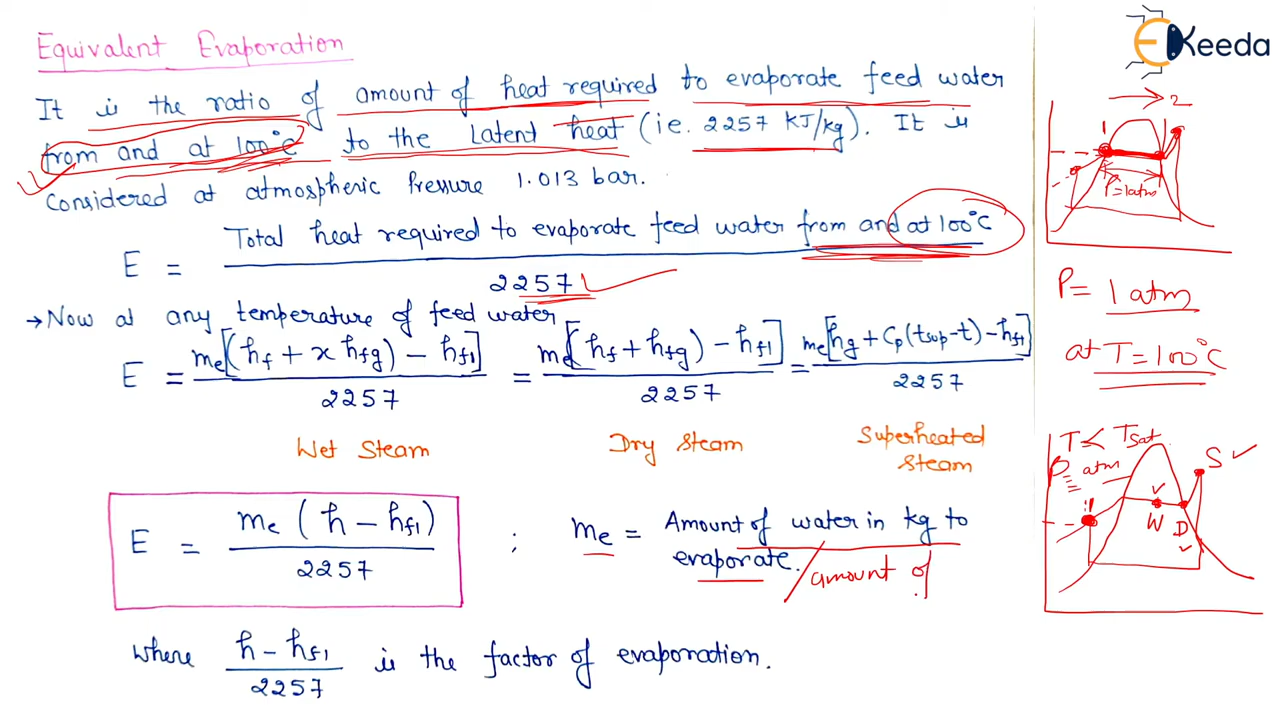 Equivalent Evaporation
EKeeda
It is the ratio of amount of heat required to evaporate feed water
from and at 100°C to the Latent heat (i.e. 2257 KJ/kg). It is
Considered at atmospheric Pressure 1.013 bar.
E = Total heat required to evaporate feed water from and at 100°C / 2257
→ Now at any temperature of feed water
E = me[(hf + x hfg) - hf1] / 2257 = me[(hf + hfg) - hf1] / 2257 = me[hg + Cp(tsup - t) - hf1] / 2257
Wet Steam Dry Steam Superheated Steam
E = me (h - hf1) / 2257 ; me = Amount of water in kg to
evaporate. / amount of
where h - hf1 / 2257 is the factor of evaporation.
1 2
P=1atm
P= 1 atm
at T=100°C
T < Tsat
P atm
S
1
W D